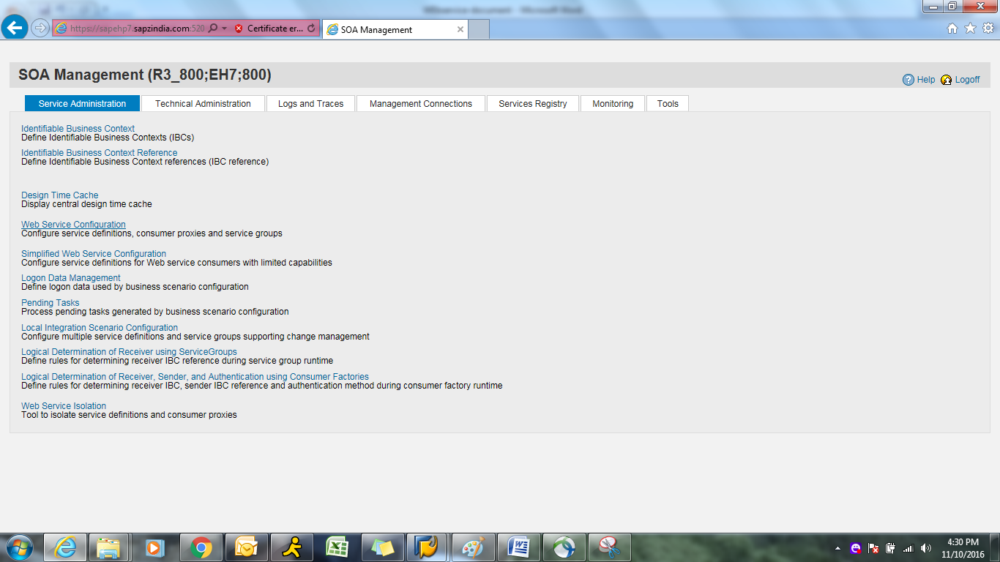 https://sapehp7.sapzindia.com:520
Certificate er...
SOA Management
SOA Management (R3_800;EH7;800)
Help
Logoff
Service Administration
Technical Administration
Logs and Traces
Management Connections
Services Registry
Monitoring
Tools
Identifiable Business Context
Define Identifiable Business Contexts (IBCs)
Identifiable Business Context Reference
Define Identifiable Business Context references (IBC reference)
Design Time Cache
Display central design time cache
Web Service Configuration
Configure service definitions, consumer proxies and service groups
Simplified Web Service Configuration
Configure service definitions for Web service consumers with limited capabilities
Logon Data Management
Define logon data used by business scenario configuration
Pending Tasks
Process pending tasks generated by business scenario configuration
Local Integration Scenario Configuration
Configure multiple service definitions and service groups supporting change management
Logical Determination of Receiver using ServiceGroups
Define rules for determining receiver IBC reference during service group runtime
Logical Determination of Receiver, Sender, and Authentication using Consumer Factories
Define rules for determining receiver IBC, sender IBC reference and authentication method during consumer factory runtime
Web Service Isolation
Tool to isolate service definitions and consumer proxies
4:30 PM
11/10/2016